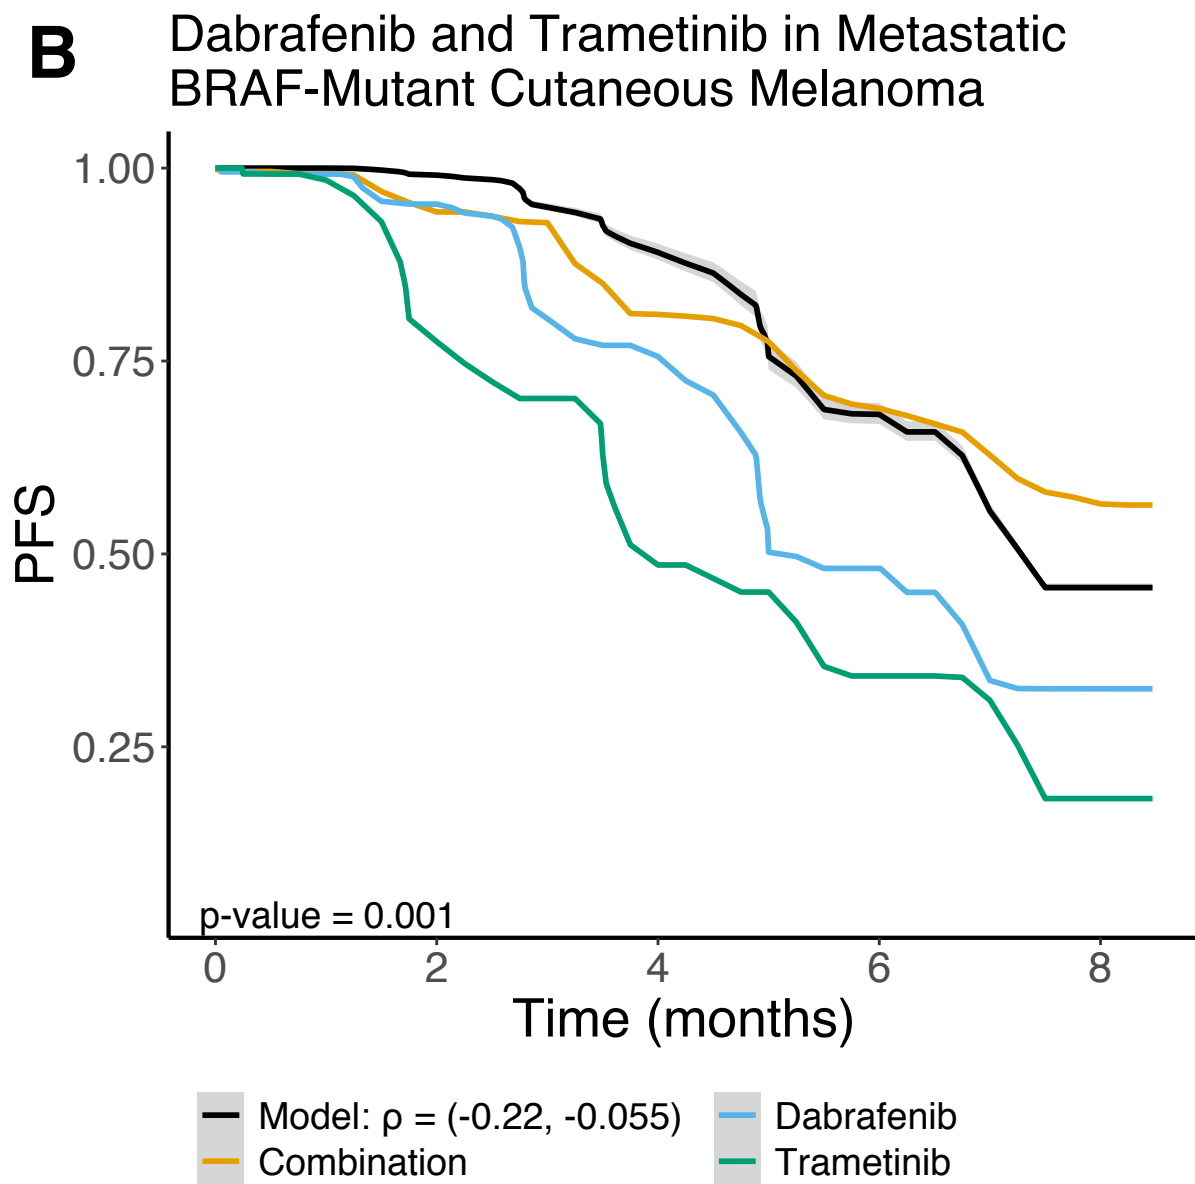 B
Dabrafenib and Trametinib in Metastatic
BRAF-Mutant Cutaneous Melanoma
PFS
1.00
0.75
0.50
0.25
p-value = 0.001
0 2 4 6 8
Time (months)
Model: ρ = (-0.22, -0.055)
Combination
Dabrafenib
Trametinib